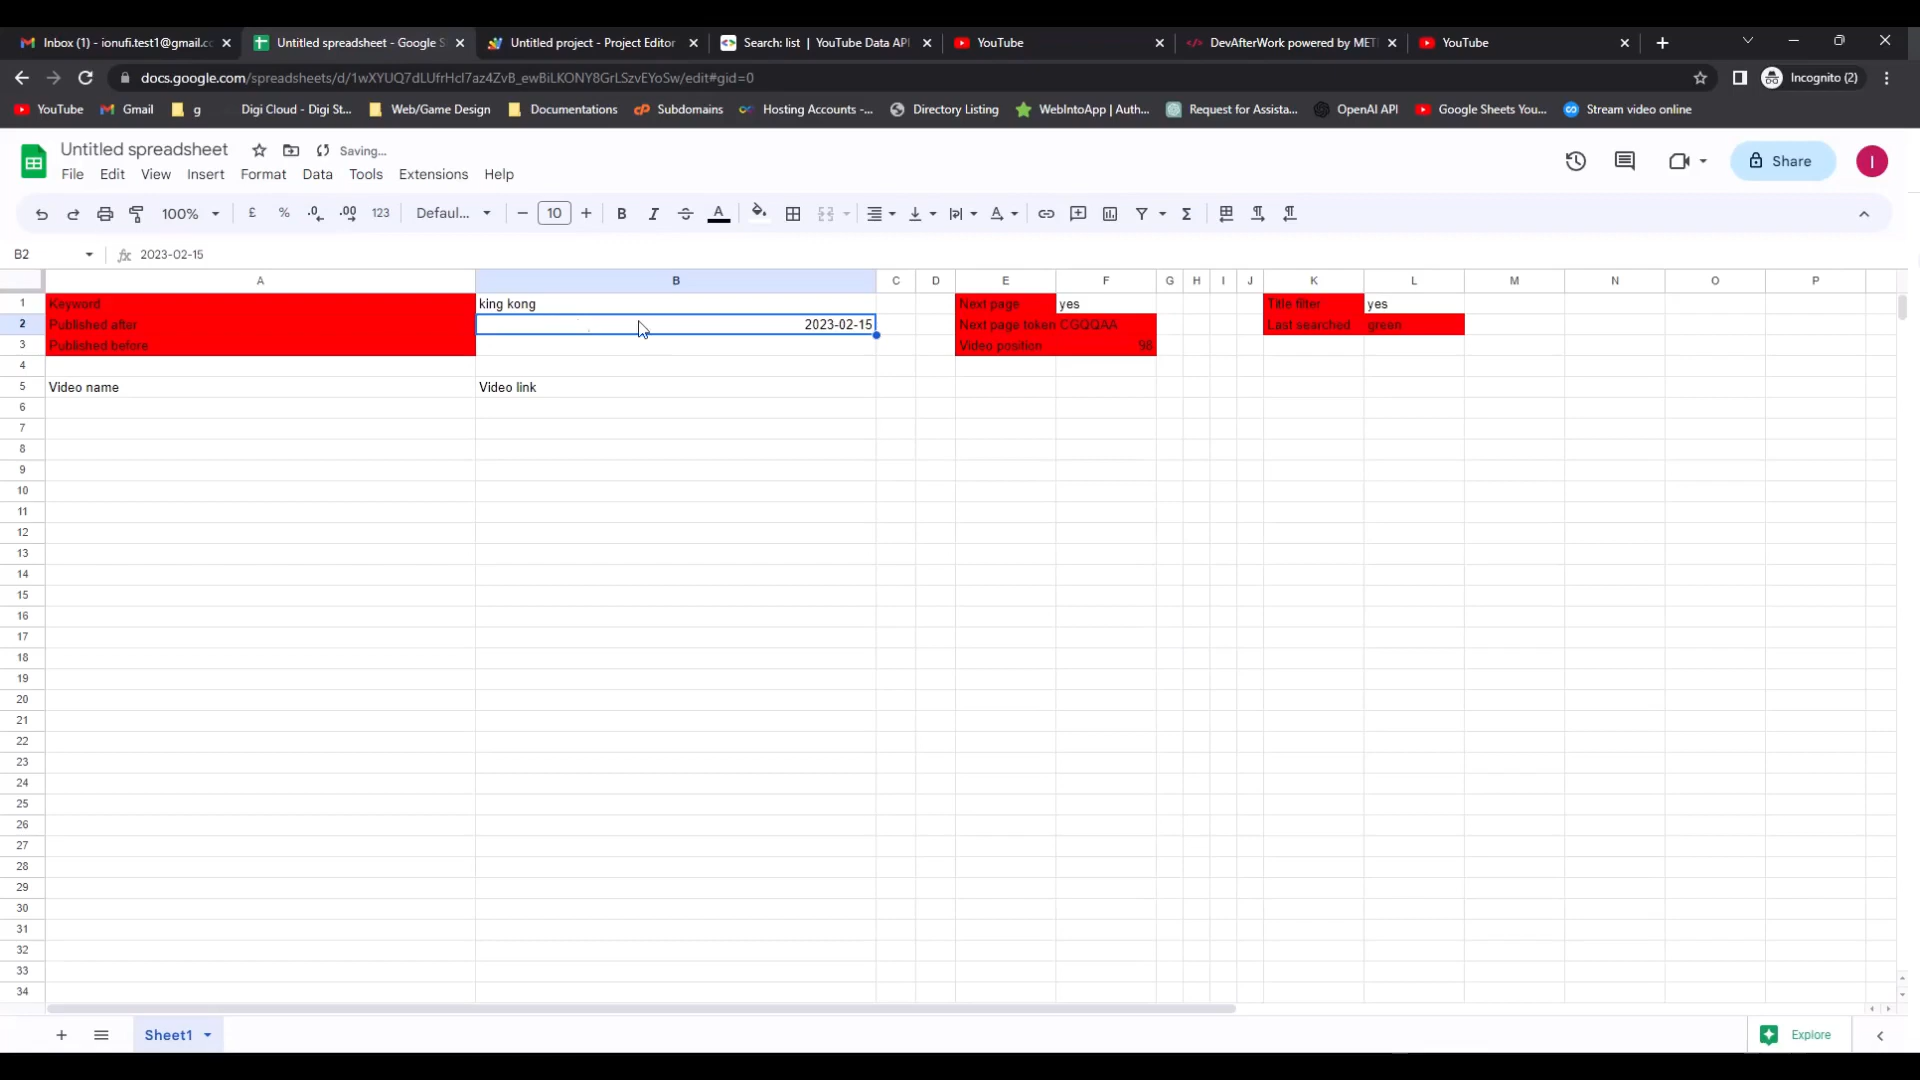 Inbox (1) - ionufi.test1@gmail.cc
Untitled spreadsheet - Google S
Untitled project - Project Editor
Search: list | YouTube Data API
YouTube
DevAfterWork powered by MET
YouTube
docs.google.com/spreadsheets/d/1wXYUQ7dLUfrHcI7az4ZvB_ewBiLKONY8GrLSzvEYoSw/edit#gid=0
Incognito (2)
YouTube
Gmail
g
Digi Cloud - Digi St...
Web/Game Design
Documentations
Subdomains
Hosting Accounts -...
Directory Listing
WebIntoApp | Auth...
Request for Assista...
OpenAI API
Google Sheets You...
Stream video online
Untitled spreadsheet
Saving...
File Edit View Insert Format Data Tools Extensions Help
Share
I
100% £ % .0 .00 123 Defaul... 10 B I S A
B2 fx 2023-02-15
A B C D E F G H I J K L M N O P
1 Keyword king kong Next page yes Title filter yes
2 Published after 2023-02-15 Next page token CGQQAA Last searched green
3 Published before Video position 98
4
5 Video name Video link
6
7
8
9
10
11
12
13
14
15
16
17
18
19
20
21
22
23
24
25
26
27
28
29
30
31
32
33
34
Sheet1
Explore